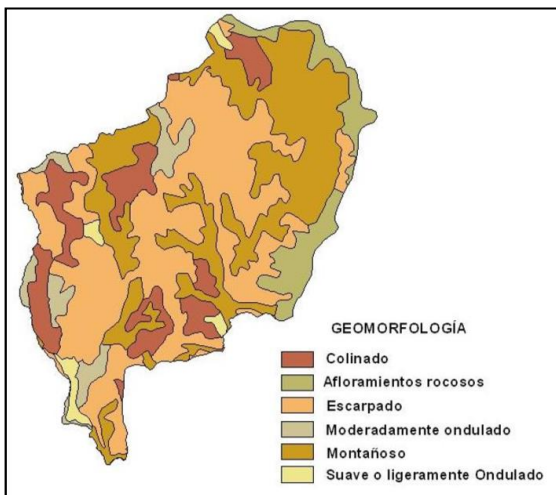 GEOMORFOLOGÍA
Colinado
Afloramientos rocosos
Escarpado
Moderadamente ondulado
Montañoso
Suave o ligeramente Ondulado